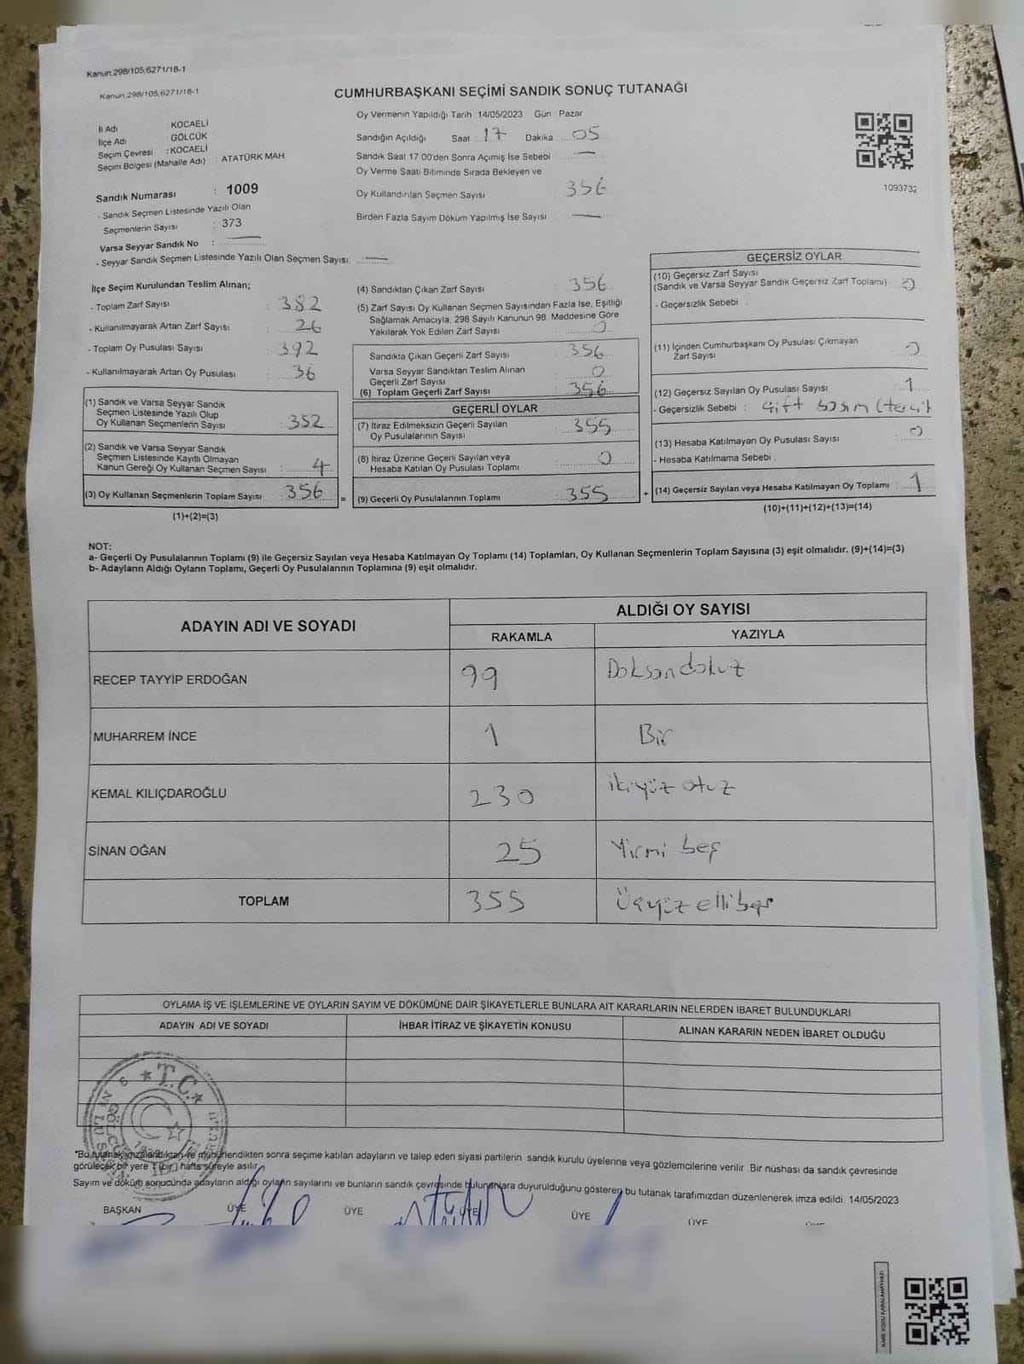 Kanun:298/105;6271/18-1
Kanun:298/105;6271/18-1
CUMHURBAŞKANI SEÇİMİ SANDIK SONUÇ TUTANAĞI
İl Adı KOCAELİ
İlçe Adı GÖLCÜK
Seçim Çevresi :KOCAELİ
Seçim Bölgesi (Mahalle Adı) : ATATÜRK MAH
Sandık Numarası : 1009
- Sandık Seçmen Listesinde Yazılı Olan
Seçmenlerin Sayısı : 373
Varsa Seyyar Sandık No :
- Seyyar Sandık Seçmen Listesinde Yazılı Olan Seçmen Sayısı :
Oy Vermenin Yapıldığı Tarih 14/05/2023 Gün Pazar
Sandığın Açıldığı Saat 17 Dakika 05
Sandık Saat 17 00'den Sonra Açımış İse Sebebi
Oy Verme Saati Bitiminde Sırada Bekleyen ve
Oy Kullandırılan Seçmen Sayısı 356
Birden Fazla Sayım Döküm Yapılmış İse Sayısı
1093732
İlçe Seçim Kurulundan Teslim Alınan;
- Toplam Zarf Sayısı : 382
- Kullanılmayarak Artan Zarf Sayısı : 26
- Toplam Oy Pusulası Sayısı : 392
- Kullanılmayarak Artan Oy Pusulası : 36
(1) Sandık ve Varsa Seyyar Sandık
Seçmen Listesinde Yazılı Olup
Oy Kullanan Seçmenlerin Sayısı : 352
(2) Sandık ve Varsa Seyyar Sandık
Seçmen Listesinde Kayıtlı Olmayan
Kanun Gereği Oy Kullanan Seçmen Sayısı : 4
(3) Oy Kullanan Seçmenlerin Toplam Sayısı : 356 =
(1)+(2)=(3)
(4) Sandıktan Çıkan Zarf Sayısı : 356
(5) Zarf Sayısı Oy Kullanan Seçmen Sayısından Fazla İse, Eşitliği
Sağlamak Amacıyla, 298 Sayılı Kanunun 98. Maddesine Göre
Yakılarak Yok Edilen Zarf Sayısı : 0
Sandıkta Çıkan Geçerli Zarf Sayısı : 356
Varsa Seyyar Sandıktan Teslim Alınan
Geçerli Zarf Sayısı : 0
(6) Toplam Geçerli Zarf Sayısı : 356
GEÇERLİ OYLAR
(7) İtiraz Edilmeksizin Geçerli Sayılan
Oy Pusulalarının Sayısı : 355
(8) İtiraz Üzerine Geçerli Sayılan veya
Hesaba Katılan Oy Pusulası Toplamı : 0
(9) Geçerli Oy Pusulalarının Toplamı : 355 +
GEÇERSİZ OYLAR
(10) Geçersiz Zarf Sayısı
(Sandık ve Varsa Seyyar Sandık Geçersiz Zarf Toplamı) : 0
- Geçersizlik Sebebi :
(11) İçinden Cumhurbaşkanı Oy Pusulası Çıkmayan
Zarf Sayısı : 0
(12) Geçersiz Sayılan Oy Pusulası Sayısı : 1
- Geçersizlik Sebebi : Çift basım
(13) Hesaba Katılmayan Oy Pusulası Sayısı : 0
- Hesaba Katılmama Sebebi :
(14) Geçersiz Sayılan veya Hesaba Katılmayan Oy Toplamı : 1
(10)+(11)+(12)+(13)=(14)
NOT:
a- Geçerli Oy Pusulalarının Toplamı (9) ile Geçersiz Sayılan veya Hesaba Katılmayan Oy Toplamı (14) Toplamları, Oy Kullanan Seçmenlerin Toplam Sayısına (3) eşit olmalıdır. (9)+(14)=(3)
b- Adayların Aldığı Oyların Toplamı, Geçerli Oy Pusulalarının Toplamına (9) eşit olmalıdır.
ADAYIN ADI VE SOYADI ALDIĞI OY SAYISI
RAKAMLA YAZIYLA
RECEP TAYYİP ERDOĞAN 99 Doksandokuz
MUHARREM İNCE 1 Bir
KEMAL KILIÇDAROĞLU 230 ikiyüz otuz
SİNAN OĞAN 25 Yirmi beş
TOPLAM 355 Üçyüz ellibeş
OYLAMA İŞ VE İŞLEMLERİNE VE OYLARIN SAYIM VE DÖKÜMÜNE DAİR ŞİKAYETLERLE BUNLARA AİT KARARLARIN NELERDEN İBARET BULUNDUKLARI
ADAYIN ADI VE SOYADI İHBAR İTİRAZ VE ŞİKAYETİN KONUSU ALINAN KARARIN NEDEN İBARET OLDUĞU
T.C.
*Bu tutanak imzalandıktan ve mühürlendikten sonra seçime katılan adayların ve talep eden siyasi partilerin sandık kurulu üyelerine veya gözlemcilerine verilir Bir nüshası da sandık çevresinde
görülecek bir yere 1 (bir) hafta süreyle asılır.
Sayım ve döküm sonucunda adayların aldığı oyların sayılarını ve bunların sandık çevresinde bulunanlara duyurulduğunu gösteren bu tutanak tarafımızdan düzenlenerek imza edildi. 14/05/2023
BAŞKAN ÜYE ÜYE ÜYE ÜYE ÜYE